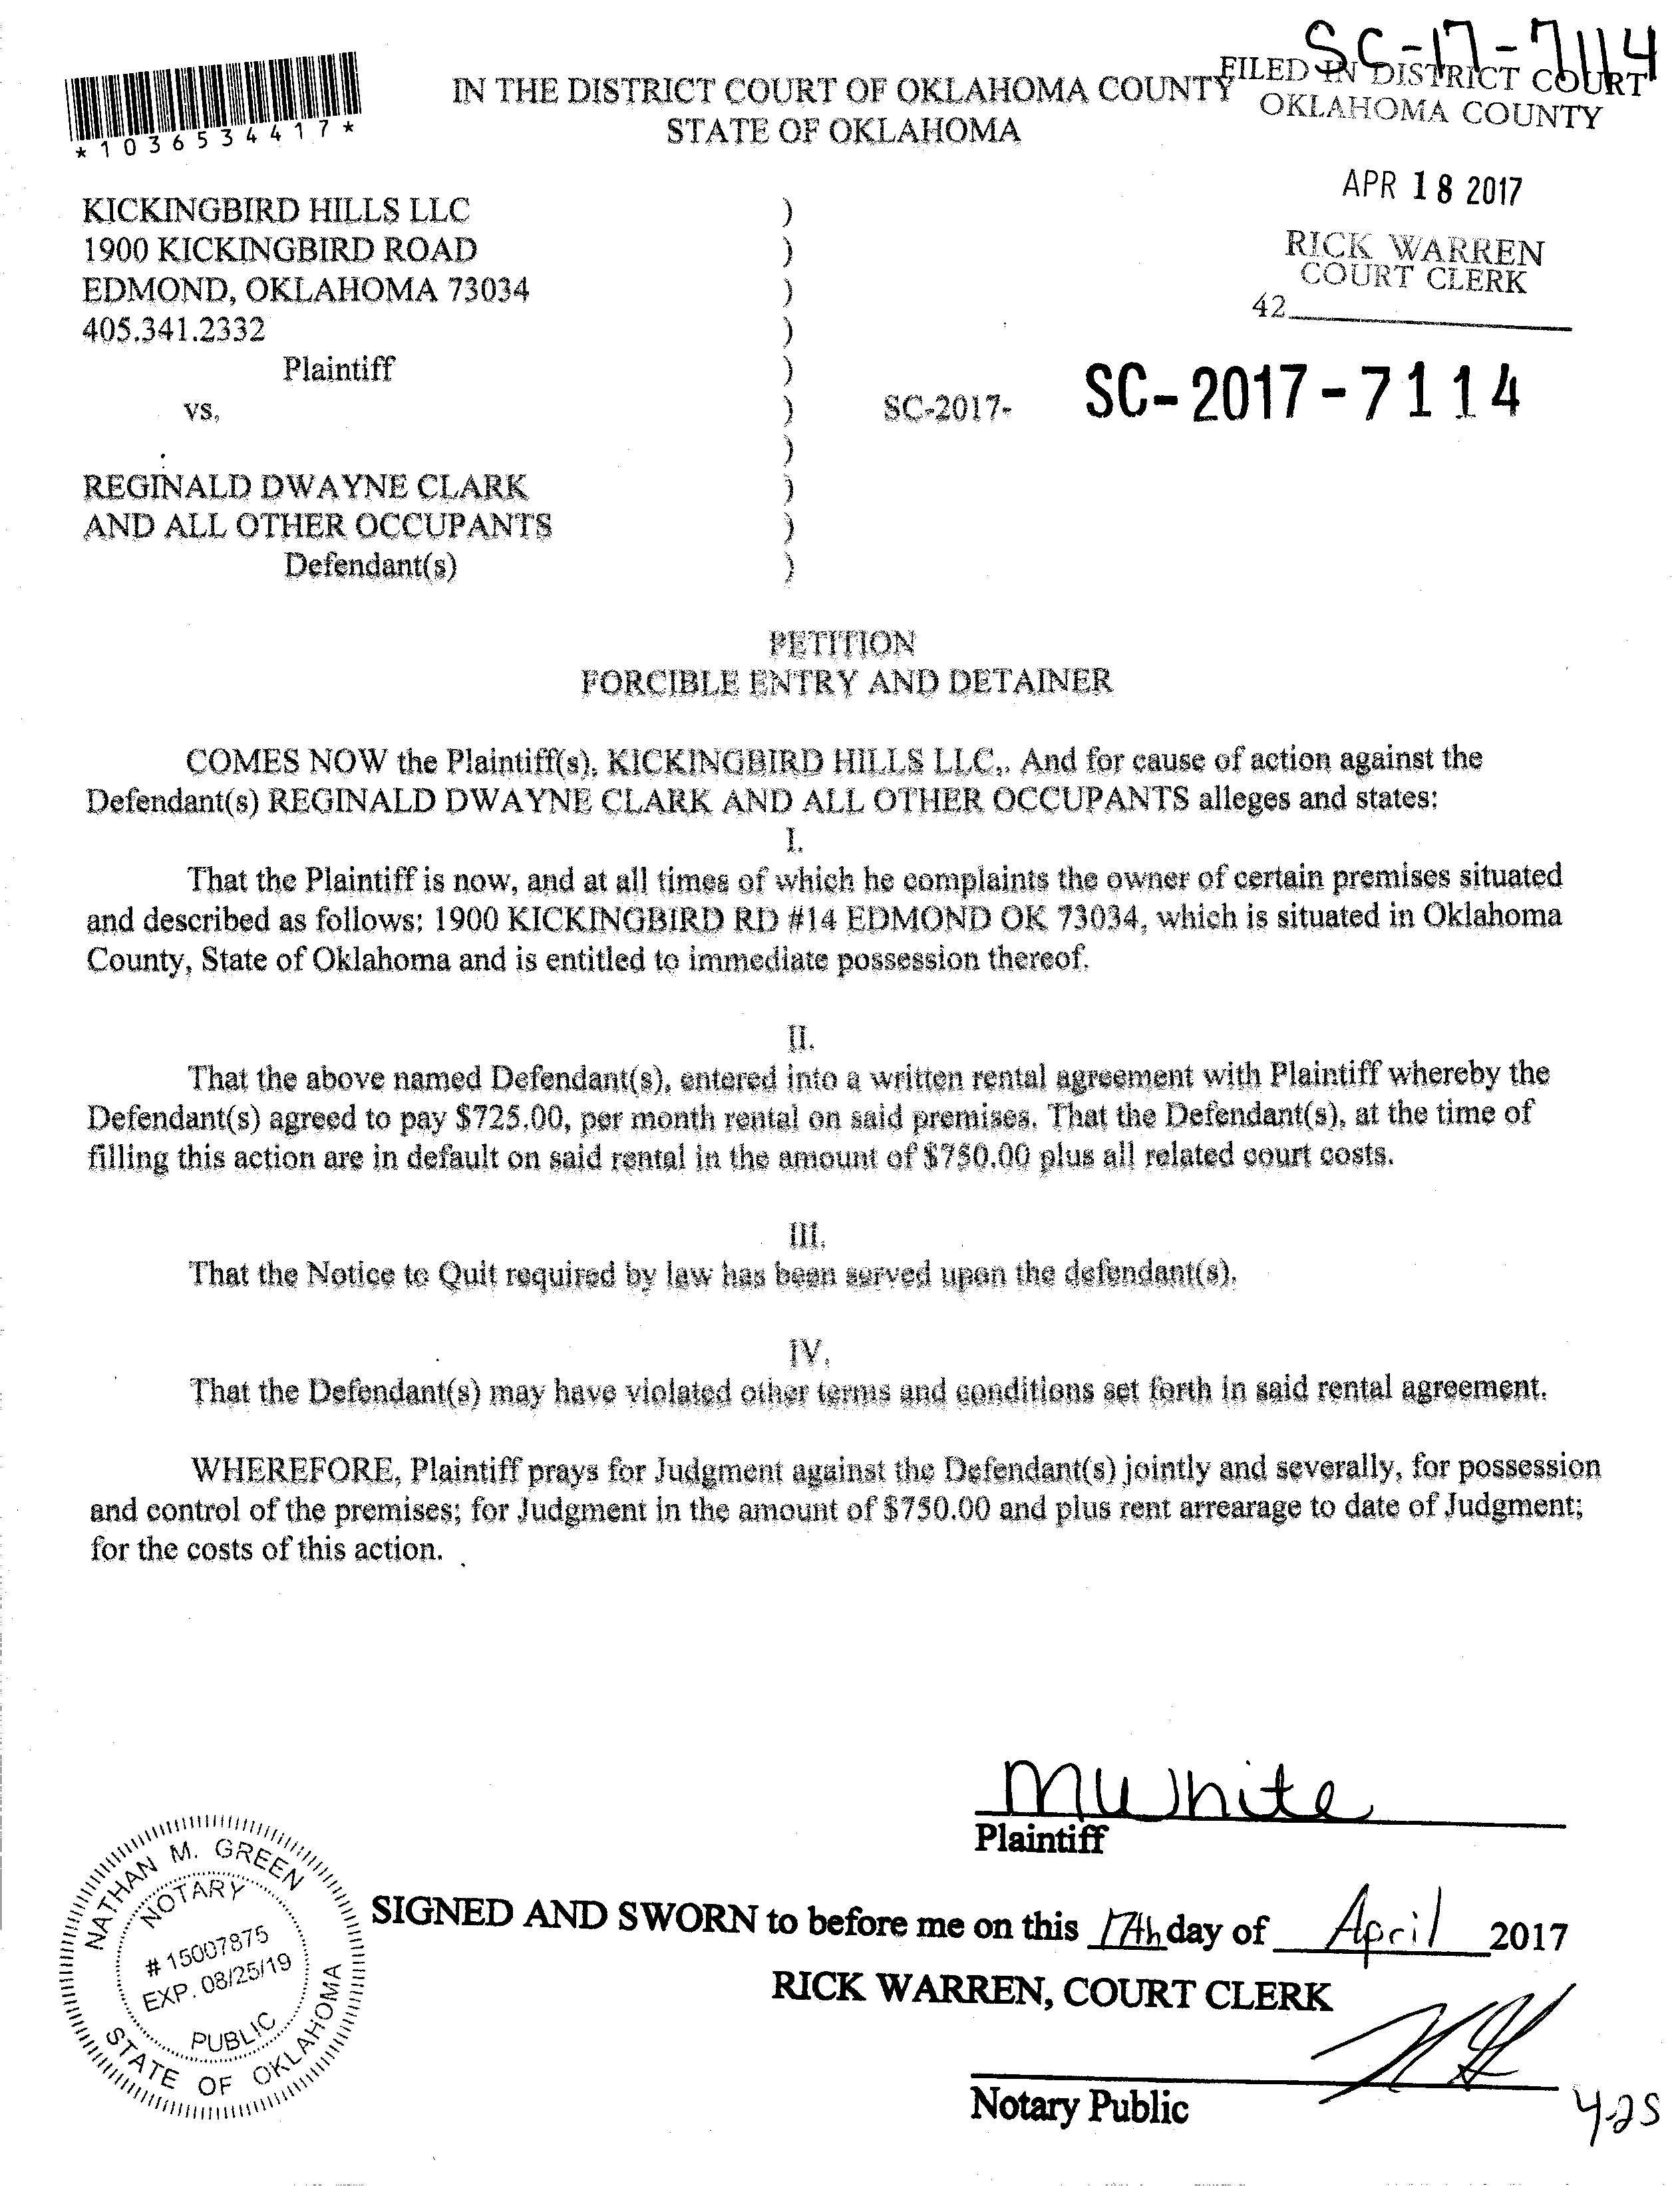 SC-17-7114
IN THE DISTRICT COURT OF OKLAHOMA COUNTY
STATE OF OKLAHOMA
FILED IN DISTRICT COURT
OKLAHOMA COUNTY
*1036534417*
APR 18 2017
RICK WARREN
COURT CLERK
42
KICKINGBIRD HILLS LLC )
1900 KICKINGBIRD ROAD )
EDMOND, OKLAHOMA 73034 )
405.341.2332 )
Plaintiff )
vs, ) SC-2017- SC-2017-7114
)
REGINALD DWAYNE CLARK )
AND ALL OTHER OCCUPANTS )
Defendant(s) )
PETITION
FORCIBLE ENTRY AND DETAINER
COMES NOW the Plaintiff(s), KICKINGBIRD HILLS LLC,. And for cause of action against the
Defendant(s) REGINALD DWAYNE CLARK AND ALL OTHER OCCUPANTS alleges and states:
I.
That the Plaintiff is now, and at all times of which he complaints the owner of certain premises situated
and described as follows: 1900 KICKINGBIRD RD #14 EDMOND OK 73034, which is situated in Oklahoma
County, State of Oklahoma and is entitled to immediate possession thereof.
II.
That the above named Defendant(s), entered into a written rental agreement with Plaintiff whereby the
Defendant(s) agreed to pay $725.00, per month rental on said premises. That the Defendant(s), at the time of
filling this action are in default on said rental in the amount of $750.00 plus all related court costs.
III.
That the Notice to Quit required by law has been served upon the defendant(s).
IV.
That the Defendant(s) may have violated other terms and conditions set forth in said rental agreement.
WHEREFORE, Plaintiff prays for Judgment against the Defendant(s) jointly and severally, for possession
and control of the premises; for Judgment in the amount of $750.00 and plus rent arrearage to date of Judgment;
for the costs of this action.
MWhite
Plaintiff
NATHAN M. GREEN
NOTARY
# 15007875
EXP. 08/25/19
PUBLIC
STATE OF OKLAHOMA
SIGNED AND SWORN to before me on this 17th day of April 2017
RICK WARREN, COURT CLERK
Notary Public